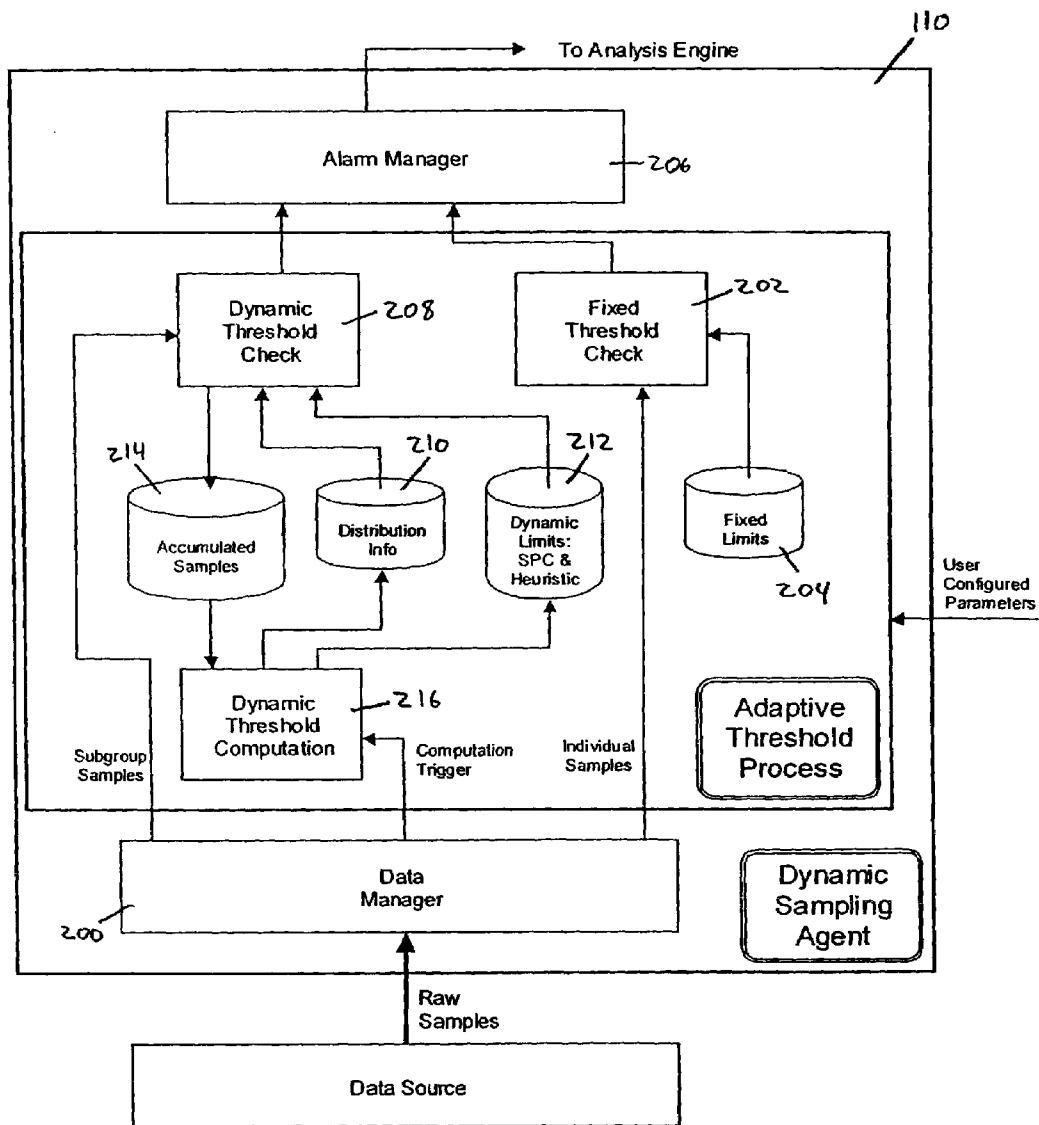 110
To Analysis Engine
Alarm Manager
206
Dynamic
Threshold
Check
208
Fixed
Threshold
Check
202
214
Accumulated
Samples
210
Distribution
Info
212
Dynamic
Limits:
SPC &
Heuristic
Fixed
Limits
204
User
Configured
Parameters
Dynamic
Threshold
Computation
216
Subgroup
Samples
Computation
Trigger
Individual
Samples
Adaptive
Threshold
Process
Data
Manager
200
Dynamic
Sampling
Agent
Raw
Samples
Data Source